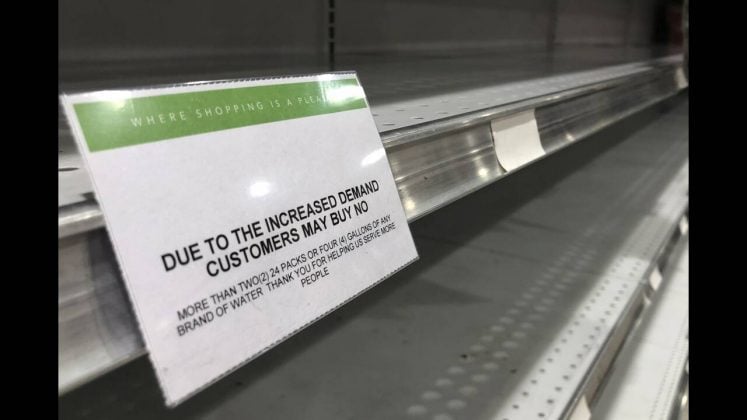 WHERE SHOPPING IS A PLEA
DUE TO THE INCREASED DEMAND
CUSTOMERS MAY BUY NO
MORE THAN TWO(2) 24 PACKS OR FOUR (4) GALLONS OF ANY
BRAND OF WATER THANK YOU FOR HELPING US SERVE MORE
PEOPLE